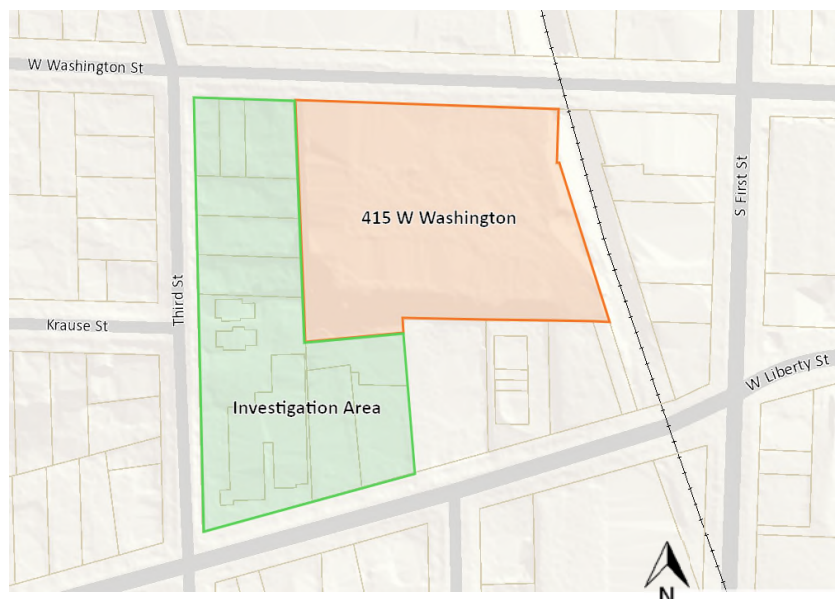 W Washington St
S First St
415 W Washington
Third St
Krause St
W Liberty St
Investigation Area
N